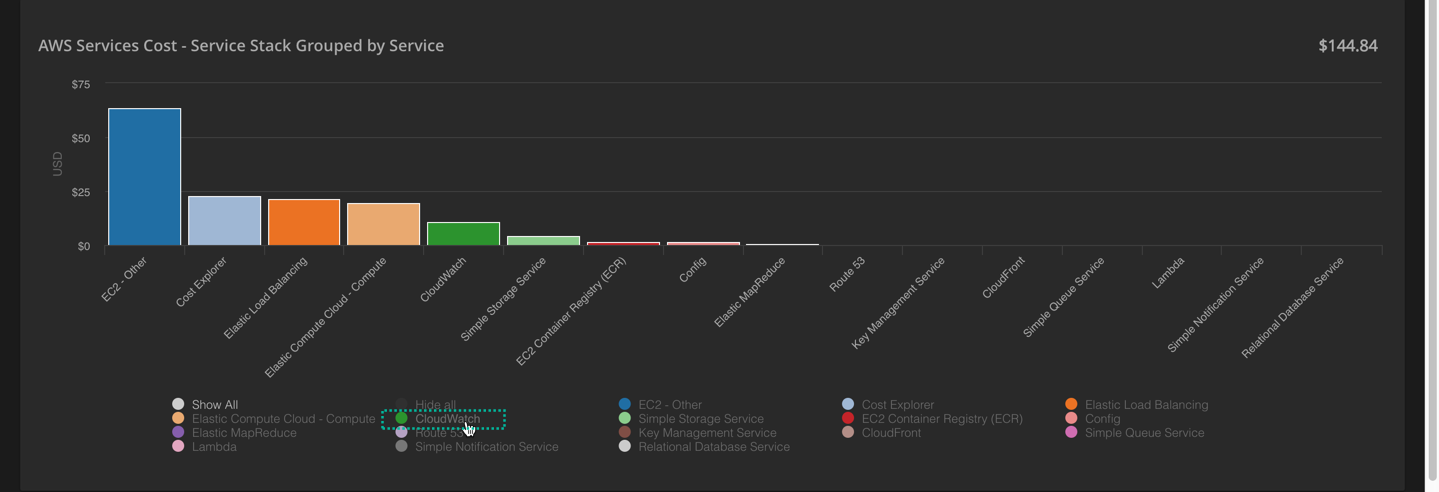 AWS Services Cost - Service Stack Grouped by Service
$144.84
$75
$50
$25
$0
USD
EC2 - Other
Cost Explorer
Elastic Load Balancing
Elastic Compute Cloud - Compute
CloudWatch
Simple Storage Service
EC2 Container Registry (ECR)
Config
Elastic MapReduce
Route 53
Key Management Service
CloudFront
Simple Queue Service
Lambda
Simple Notification Service
Relational Database Service
Show All Hide all EC2 - Other Cost Explorer Elastic Load Balancing
Elastic Compute Cloud - Compute CloudWatch Simple Storage Service EC2 Container Registry (ECR) Config
Elastic MapReduce Route 53 Key Management Service CloudFront Simple Queue Service
Lambda Simple Notification Service Relational Database Service